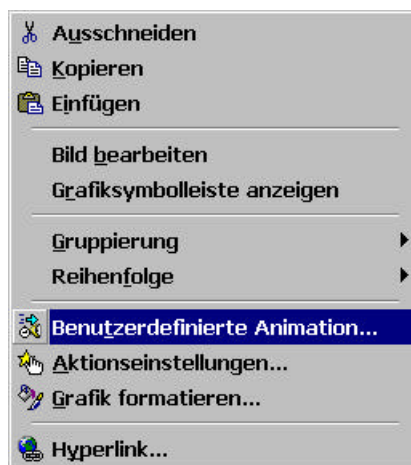 Ausschneiden
Kopieren
Einfügen
Bild bearbeiten
Grafiksymbolleiste anzeigen
Gruppierung
Reihenfolge
Benutzerdefinierte Animation...
Aktionseinstellungen...
Grafik formatieren...
Hyperlink...